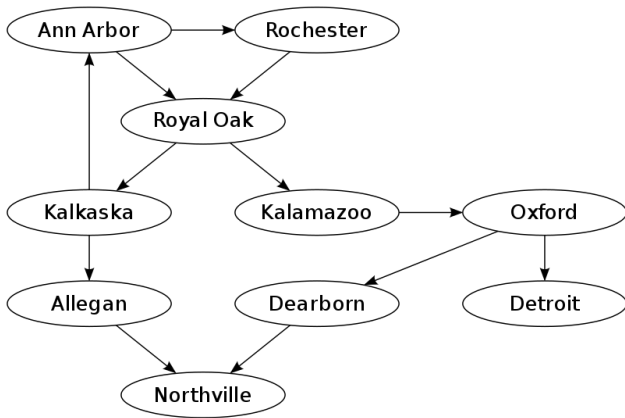 Ann Arbor
Rochester
Royal Oak
Kalkaska
Kalamazoo
Oxford
Allegan
Dearborn
Detroit
Northville